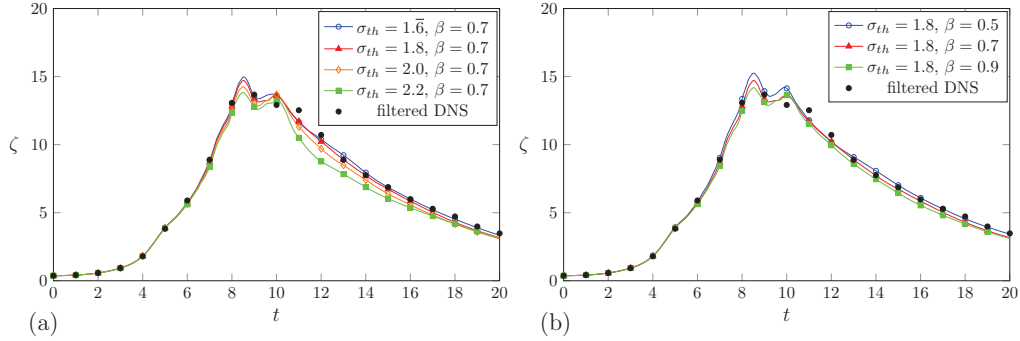 σ_th = 1.6̅, β = 0.7
σ_th = 1.8, β = 0.7
σ_th = 2.0, β = 0.7
σ_th = 2.2, β = 0.7
filtered DNS
20
15
10
5
0
ζ
0 2 4 6 8 10 12 14 16 18 20
t
(a)
σ_th = 1.8, β = 0.5
σ_th = 1.8, β = 0.7
σ_th = 1.8, β = 0.9
filtered DNS
20
15
10
5
0
ζ
0 2 4 6 8 10 12 14 16 18 20
t
(b)